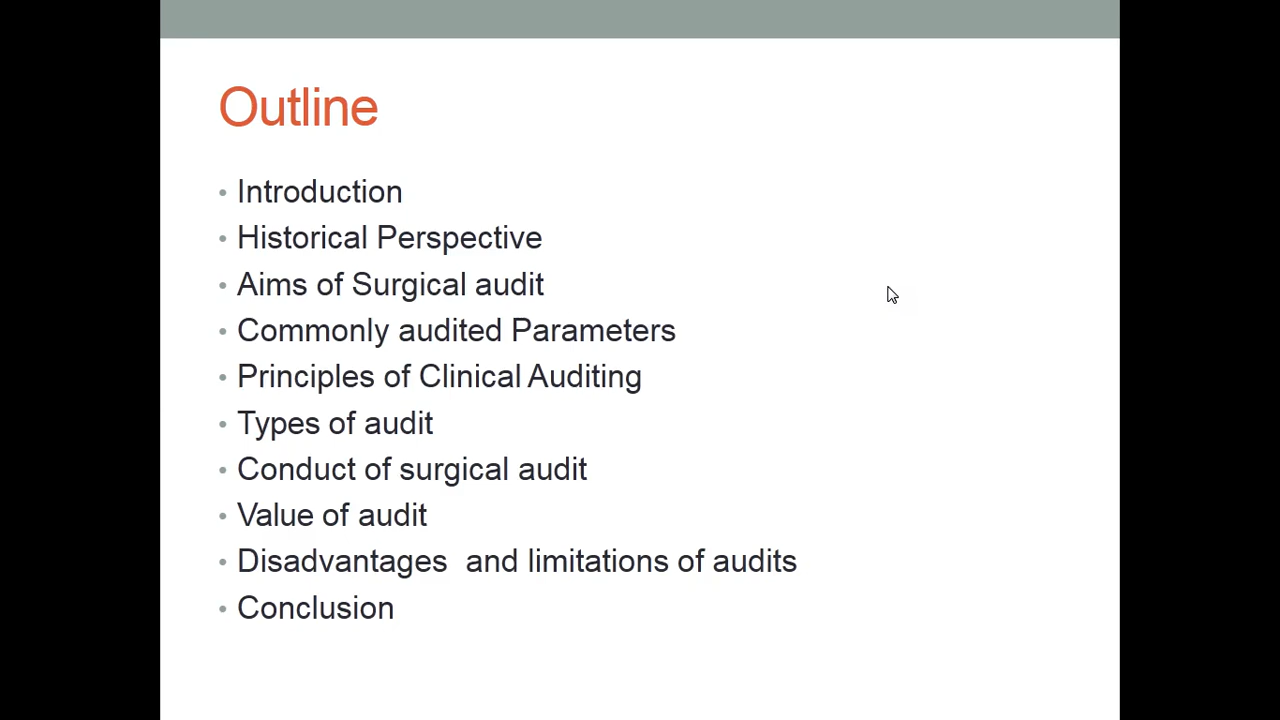 Outline
• Introduction
• Historical Perspective
• Aims of Surgical audit
• Commonly audited Parameters
• Principles of Clinical Auditing
• Types of audit
• Conduct of surgical audit
• Value of audit
• Disadvantages  and limitations of audits
• Conclusion